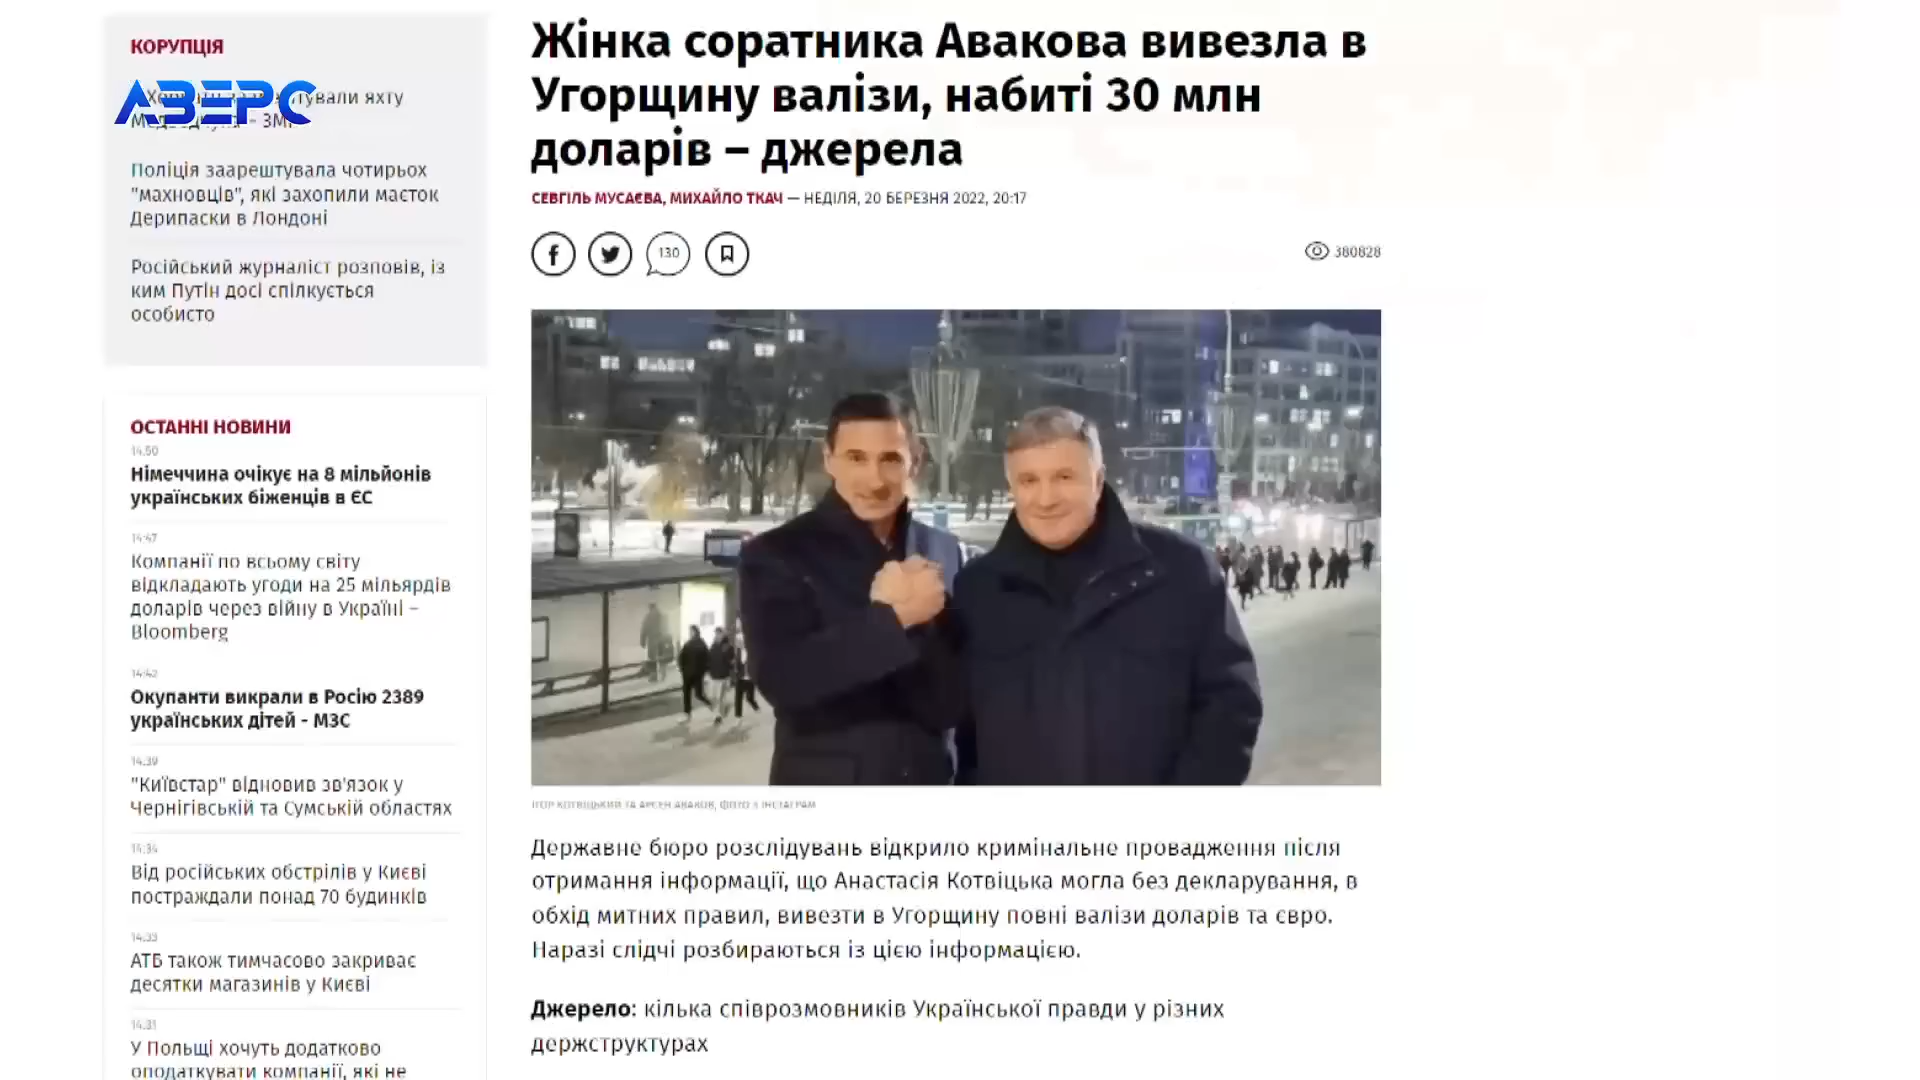 КОРУПЦІЯ
АВЕРС
яхту
Поліція заарештувала чотирьох
"махновців", які захопили маєток
Дерипаски в Лондоні
Російський журналіст розповів, із
ким Путін досі спілкується
особисто
ОСТАННІ НОВИНИ
14:50
Німеччина очікує на 8 мільйонів
українських біженців в ЄС
14:47
Компанії по всьому світу
відкладають угоди на 25 мільярдів
доларів через війну в Україні –
Bloomberg
14:42
Окупанти викрали в Росію 2389
українських дітей - МЗС
14:39
"Київстар" відновив зв'язок у
Чернігівській та Сумській областях
14:34
Від російських обстрілів у Києві
постраждали понад 70 будинків
14:33
АТБ також тимчасово закриває
десятки магазинів у Києві
14:31
У Польщі хочуть додатково
оподаткувати компанії, які не
Жінка соратника Авакова вивезла в
Угорщину валізи, набиті 30 млн
доларів – джерела
СЕВГІЛЬ МУСАЄВА, МИХАЙЛО ТКАЧ — НЕДІЛЯ, 20 БЕРЕЗНЯ 2022, 20:17
130
380828
ІГОР КОТВІЦЬКИЙ ТА АРСЕН АВАКОВ, ФОТО З ІНСТАГРАМ
Державне бюро розслідувань відкрило кримінальне провадження після
отримання інформації, що Анастасія Котвіцька могла без декларування, в
обхід митних правил, вивезти в Угорщину повні валізи доларів та євро.
Наразі слідчі розбираються із цією інформацією.
Джерело: кілька співрозмовників Української правди у різних
держструктурах